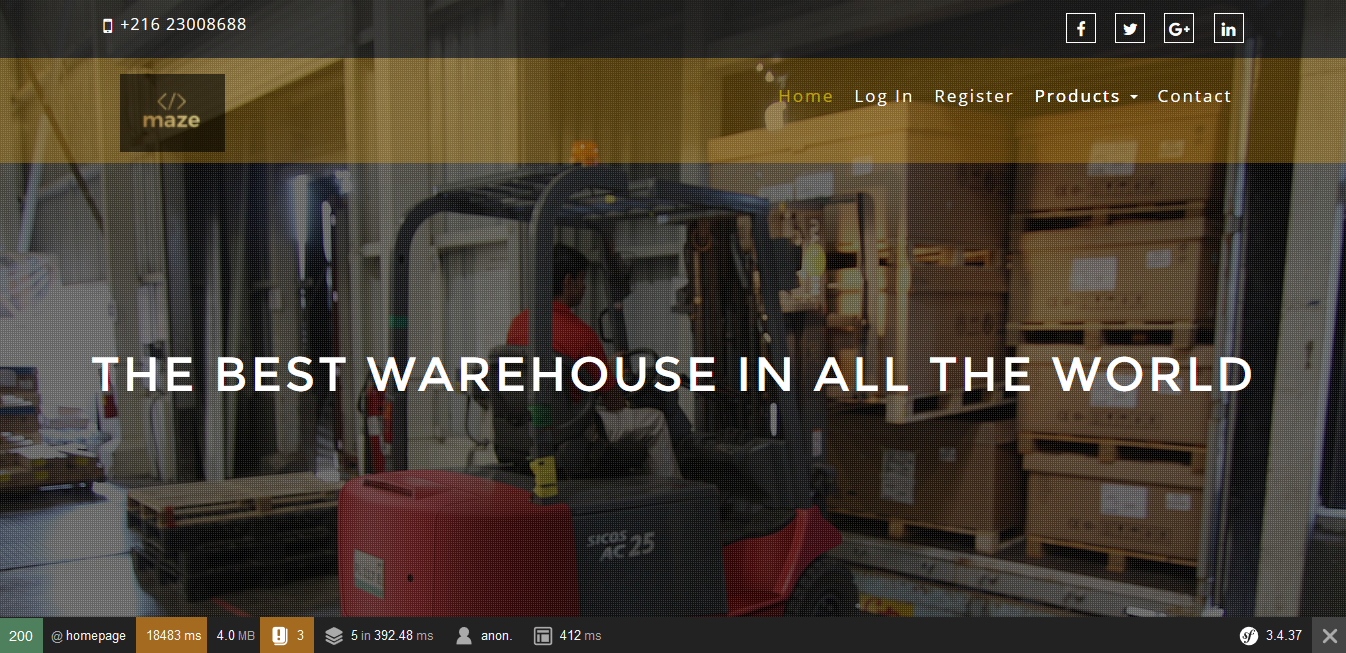 +216 23008688
f G+ in
</>
maze
Home Log In Register Products Contact
THE BEST WAREHOUSE IN ALL THE WORLD
SICOS
AC 25
200 @ homepage 18483 ms 4.0 MB 3 5 in 392.48 ms anon. 412 ms sf 3.4.37